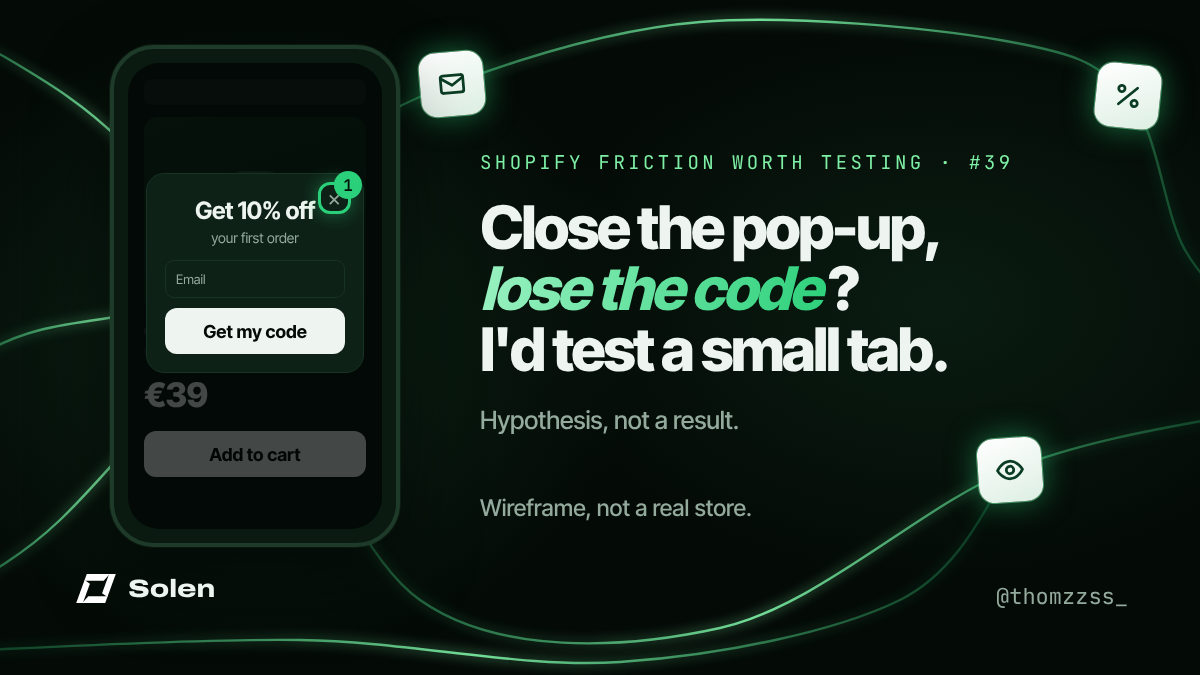 SHOPIFY FRICTION WORTH TESTING · #39
Close the pop-up,
lose the code?
I'd test a small tab.
Hypothesis, not a result.
Wireframe, not a real store.
1
Get 10% off
your first order
Email
Get my code
€39
Add to cart
Solen
@thomzzss_